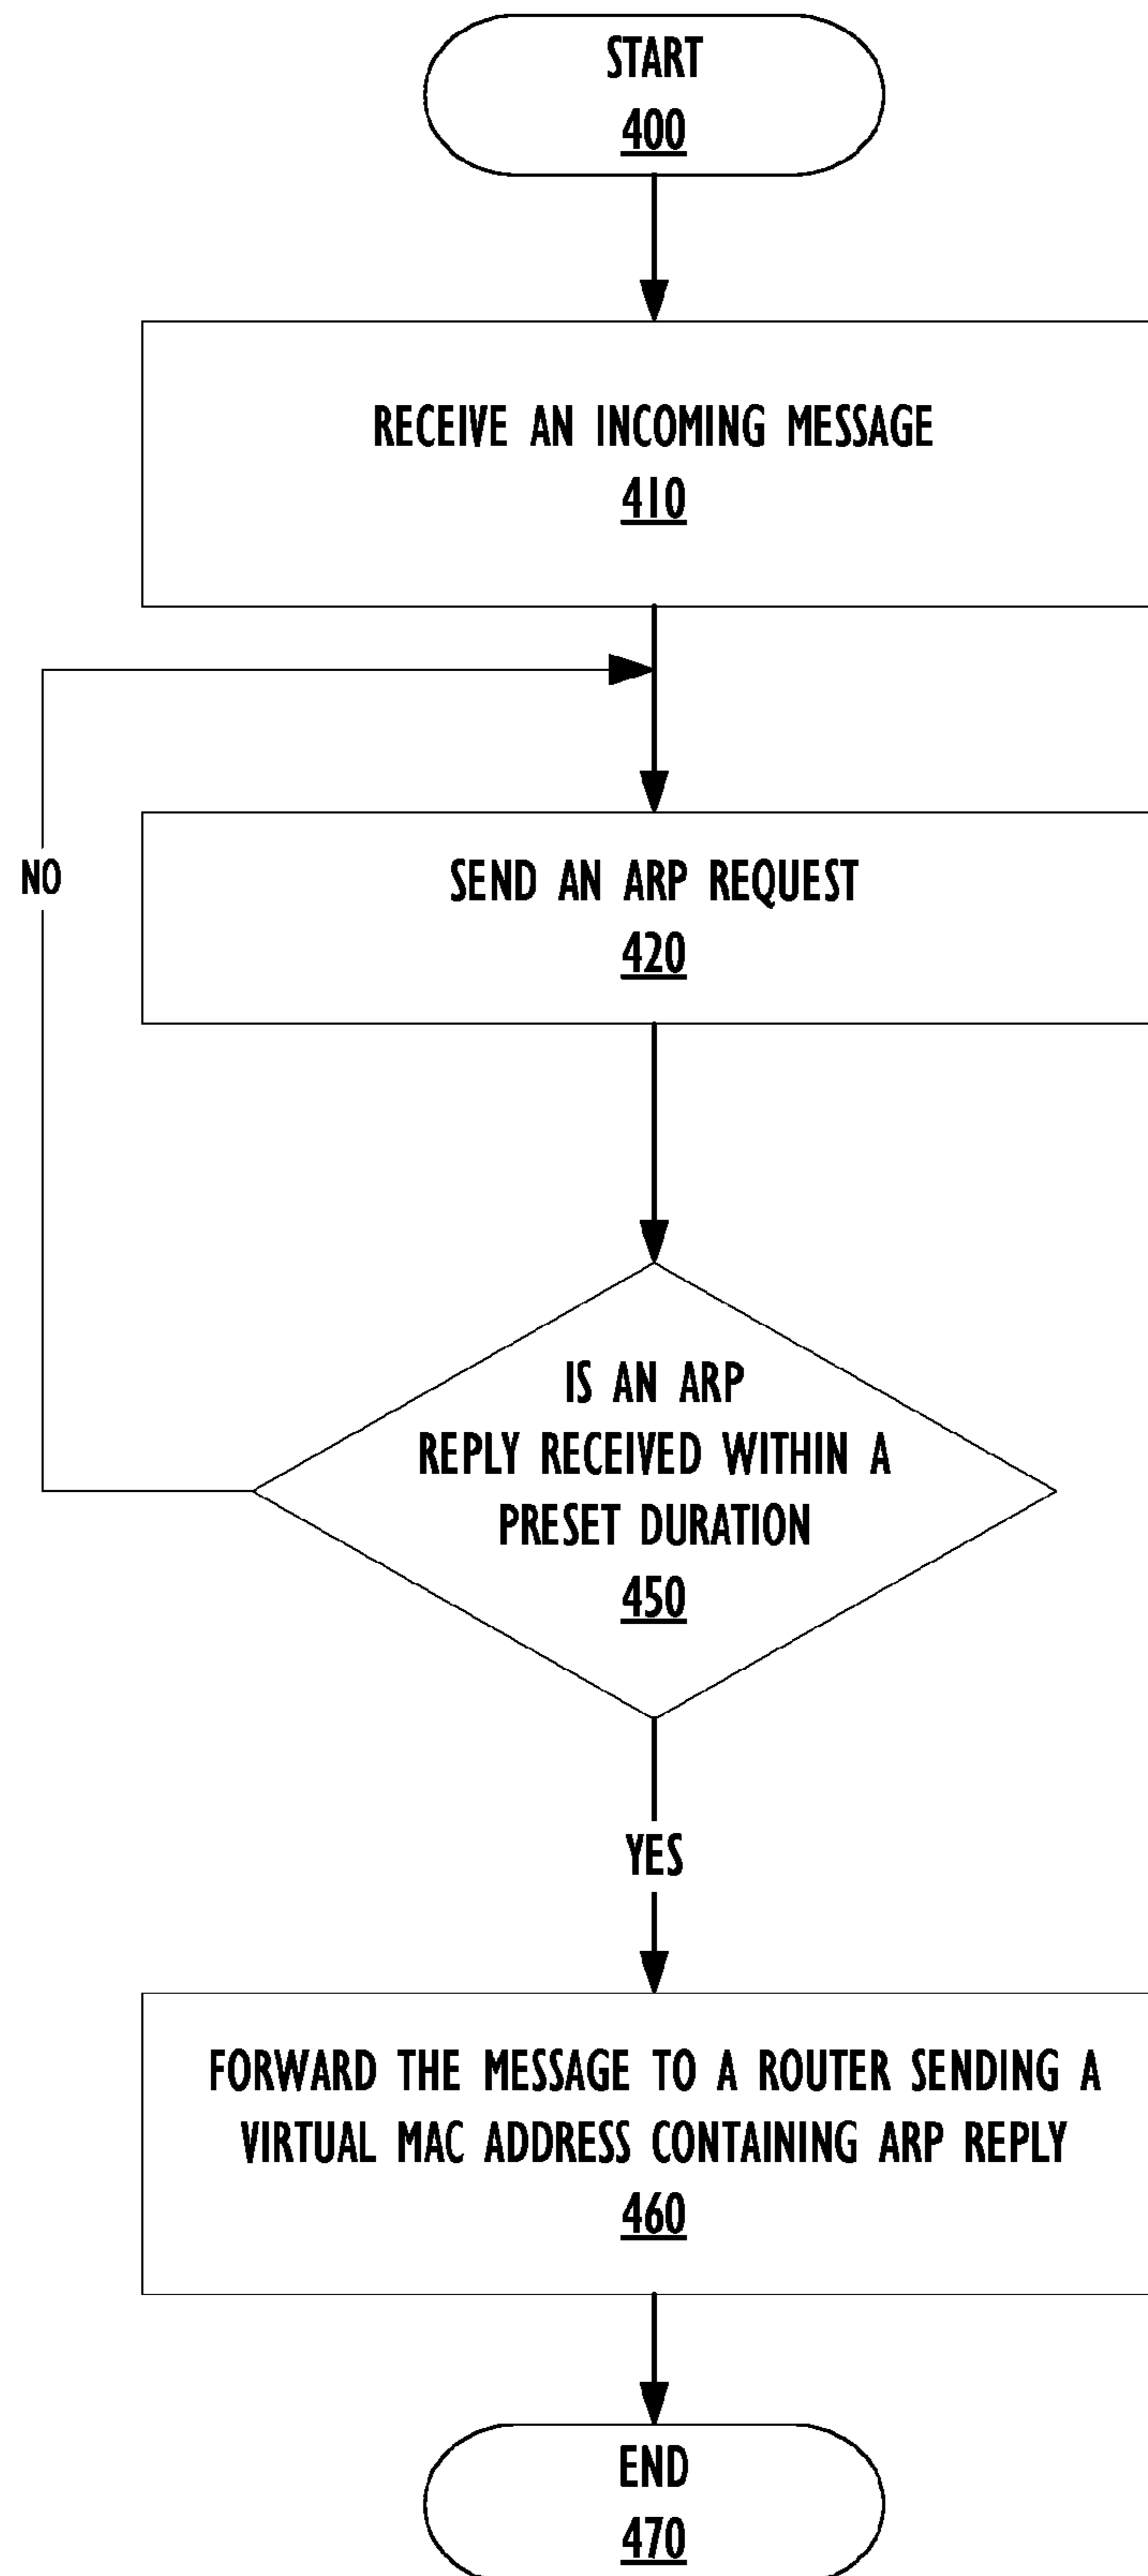 START
400
RECEIVE AN INCOMING MESSAGE
410
NO
SEND AN ARP REQUEST
420
IS AN ARP
REPLY RECEIVED WITHIN A
PRESET DURATION
450
YES
FORWARD THE MESSAGE TO A ROUTER SENDING A
VIRTUAL MAC ADDRESS CONTAINING ARP REPLY
460
END
470